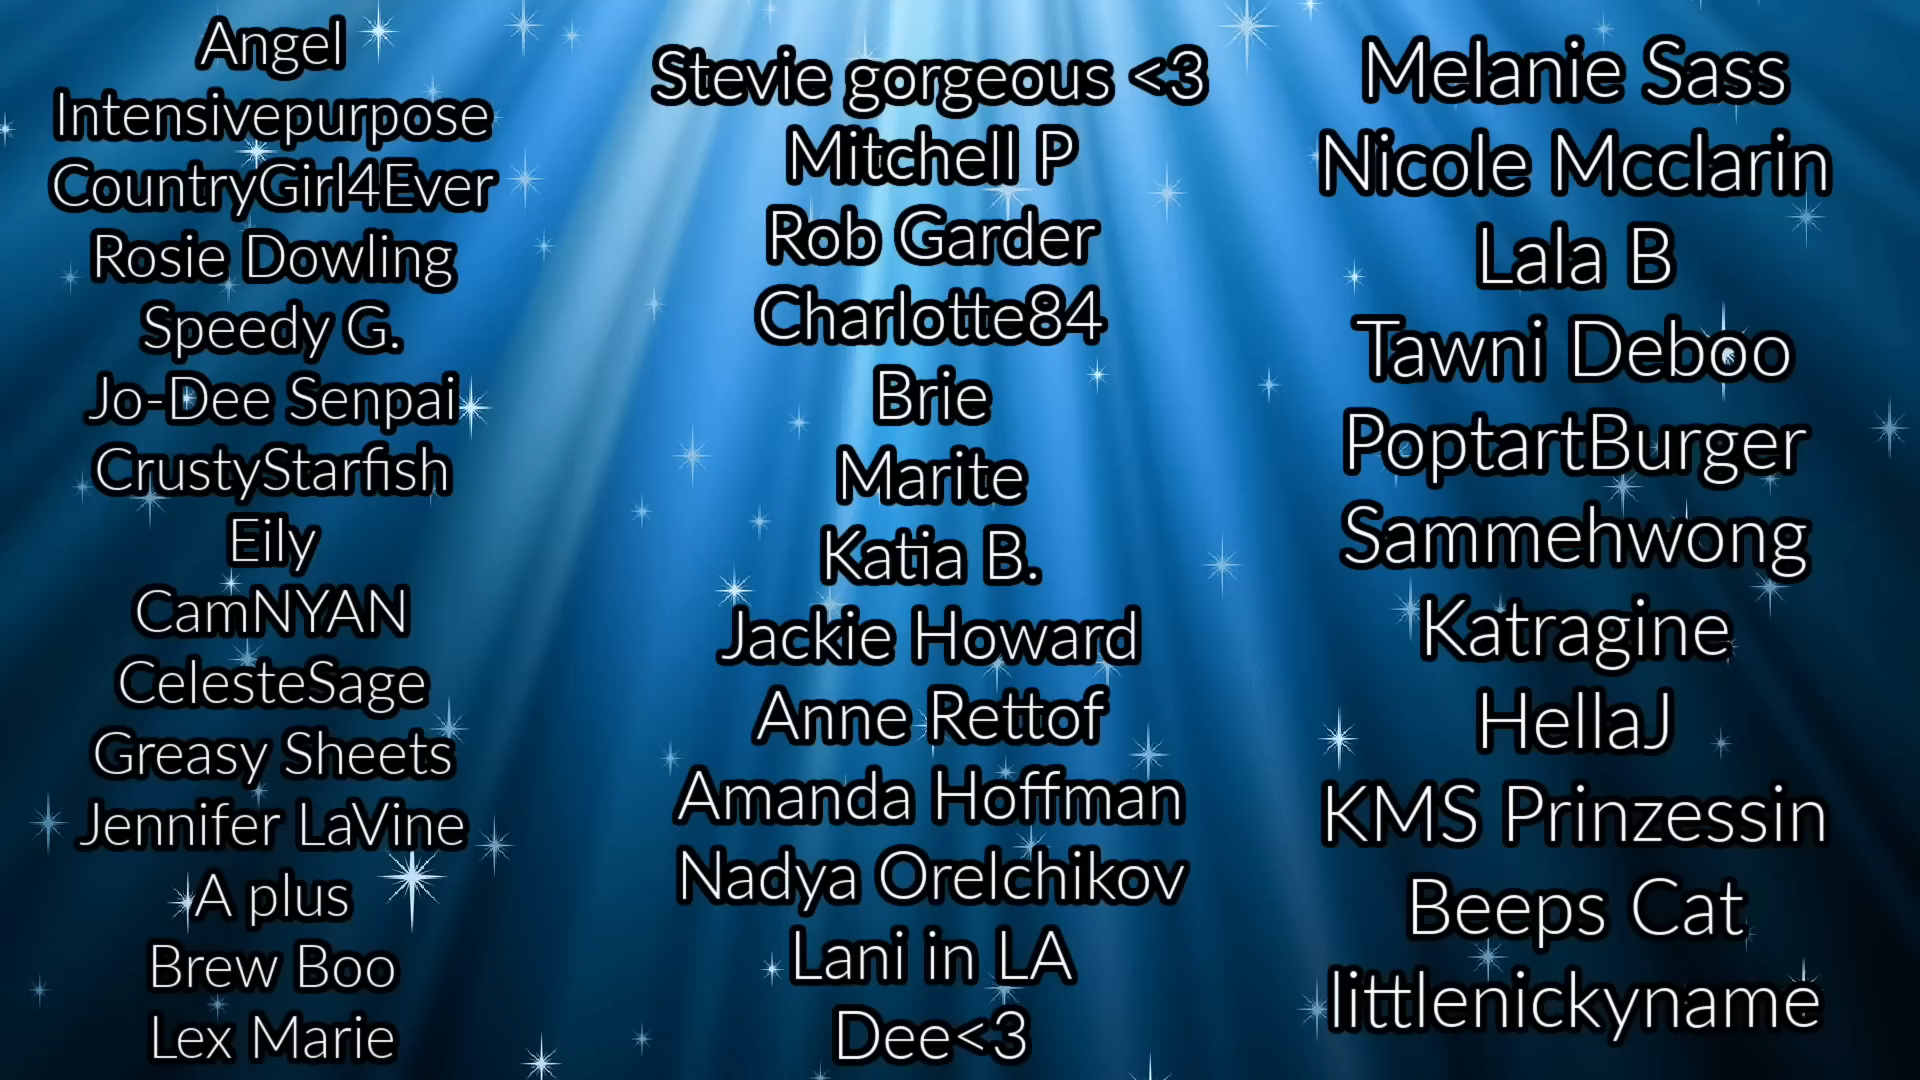 Angel
Intensivepurpose
CountryGirl4Ever
Rosie Dowling
Speedy G.
Jo-Dee Senpai
CrustyStarfish
Eily
CamNYAN
CelesteSage
Greasy Sheets
Jennifer LaVine
A plus
Brew Boo
Lex Marie
Stevie gorgeous <3
Mitchell P
Rob Garder
Charlotte84
Brie
Marite
Katia B.
Jackie Howard
Anne Rettof
Amanda Hoffman
Nadya Orelchikov
Lani in LA
Dee<3
Melanie Sass
Nicole Mcclarin
Lala B
Tawni Deboo
PoptartBurger
Sammehwong
Katragine
HellaJ
KMS Prinzessin
Beeps Cat
littlenickyname